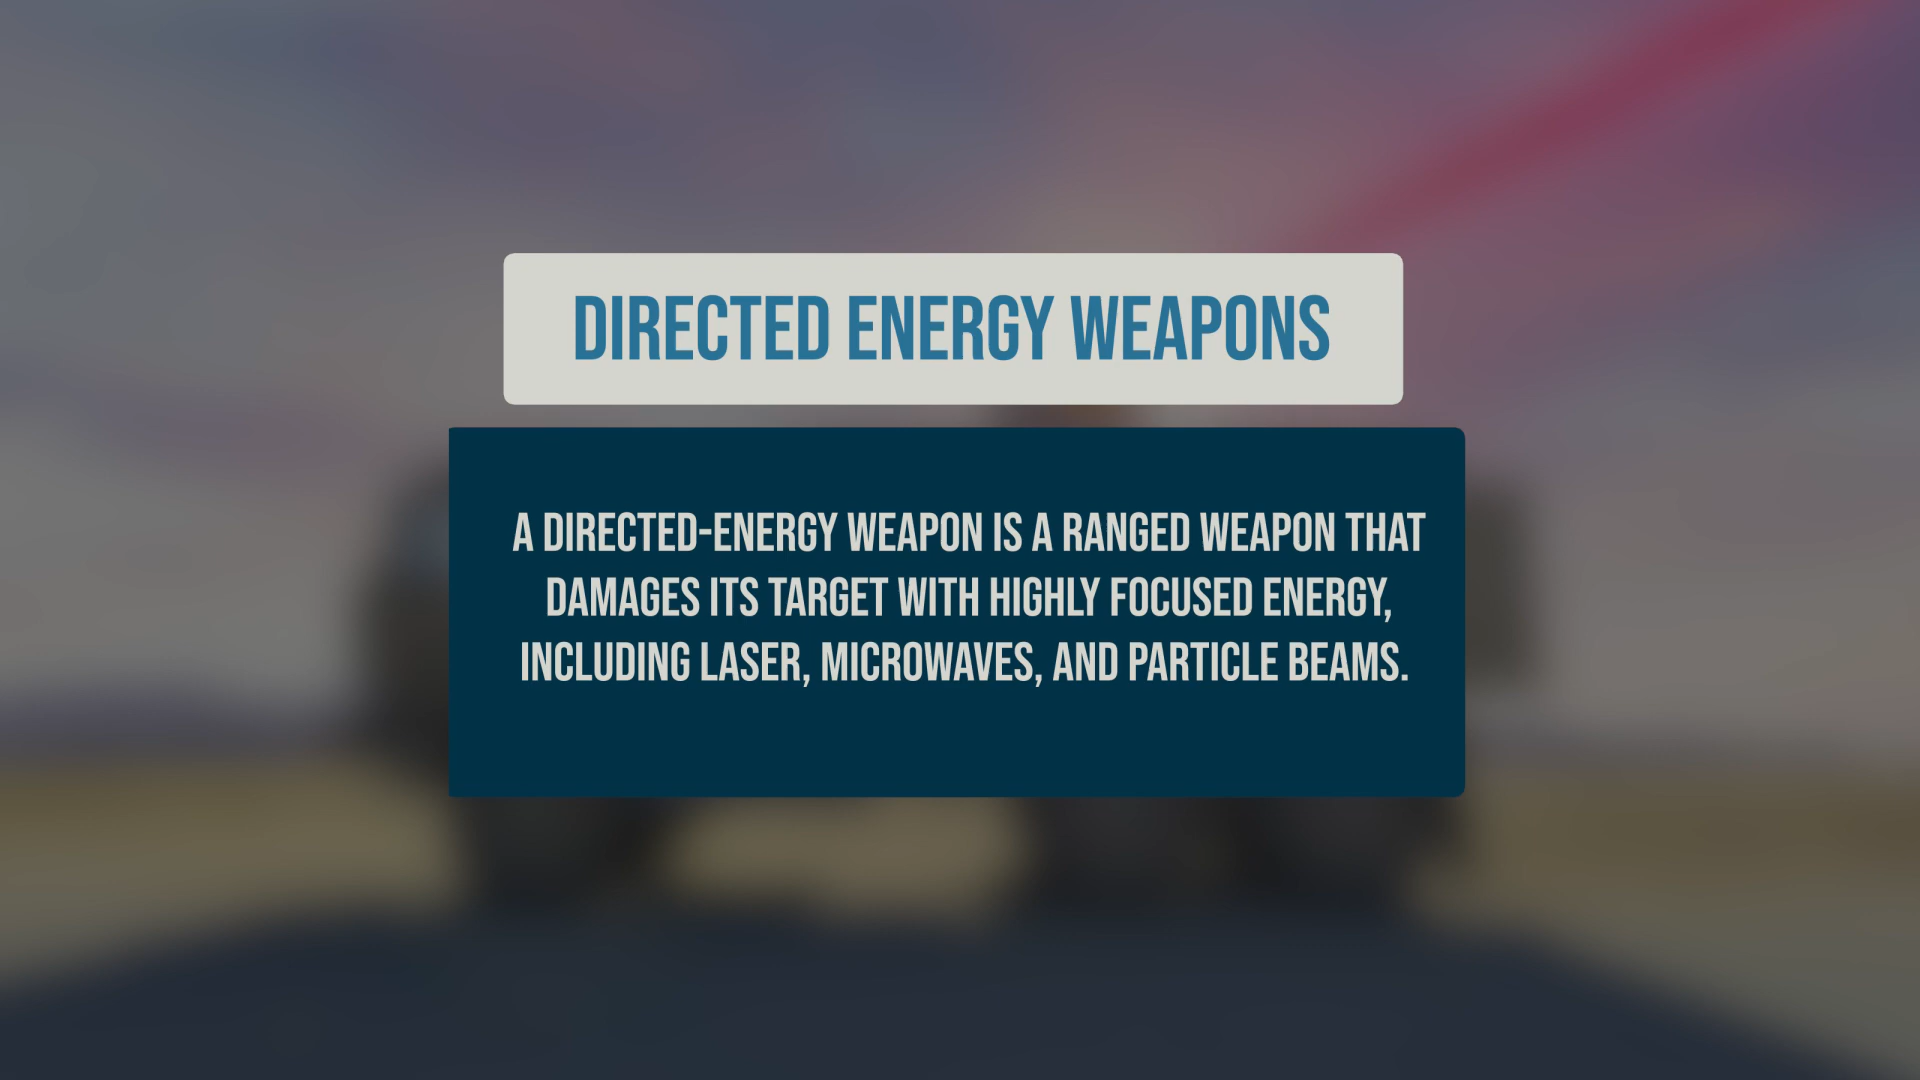 DIRECTED ENERGY WEAPONS
A DIRECTED-ENERGY WEAPON IS A RANGED WEAPON THAT
DAMAGES ITS TARGET WITH HIGHLY FOCUSED ENERGY,
INCLUDING LASER, MICROWAVES, AND PARTICLE BEAMS.